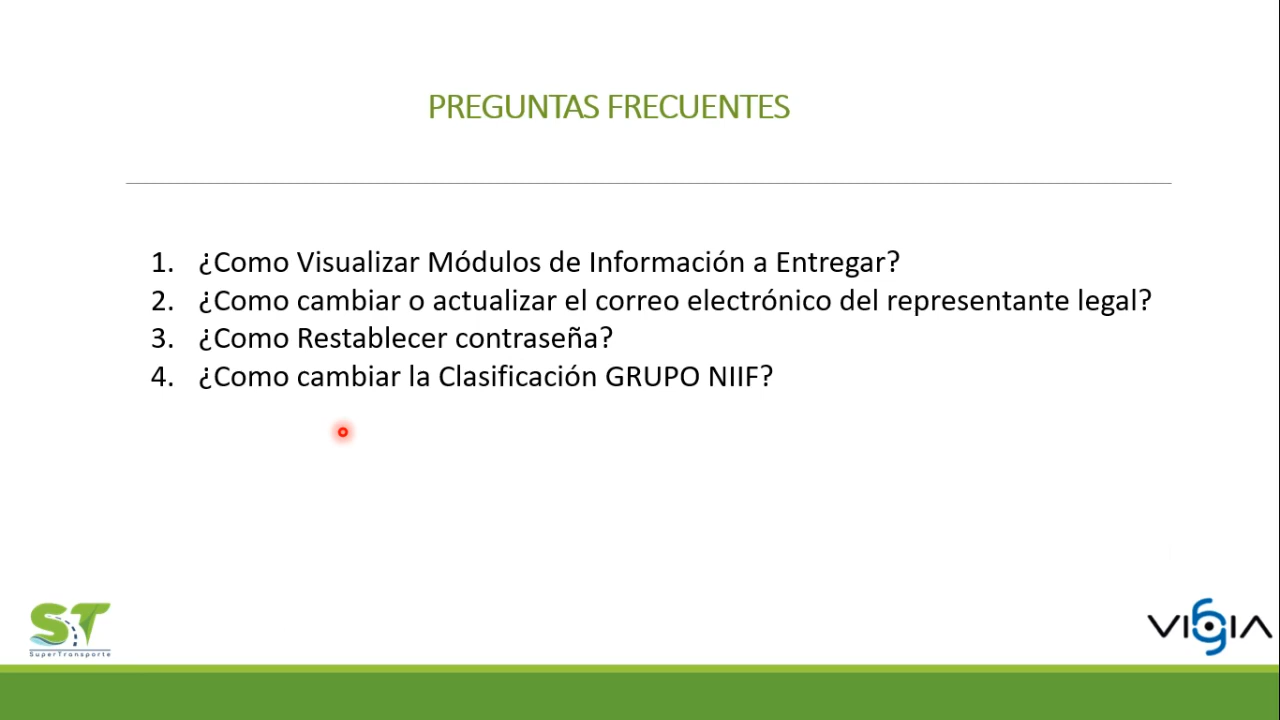 PREGUNTAS FRECUENTES
1. ¿Como Visualizar Módulos de Información a Entregar?
2. ¿Como cambiar o actualizar el correo electrónico del representante legal?
3. ¿Como Restablecer contraseña?
4. ¿Como cambiar la Clasificación GRUPO NIIF?
ST
SuperTransporte
VIGIA